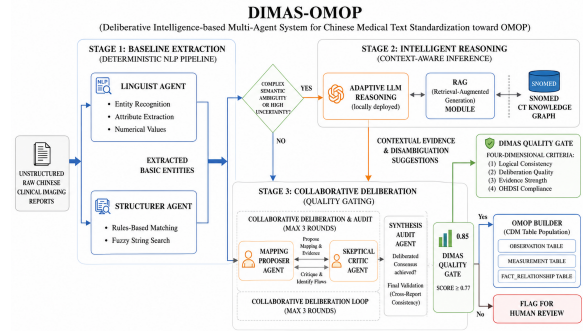 DIMAS-OMOP
(Deliberative Intelligence-based Multi-Agent System for Chinese Medical Text Standardization toward OMOP)
STAGE 1: BASELINE EXTRACTION
(DETERMINISTIC NLP PIPELINE)
NLP
LINGUIST AGENT
• Entity Recognition
• Attribute Extraction
• Numerical Values
EXTRACTED
BASIC ENTITIES
STRUCTURER AGENT
• Rules-Based Matching
• Fuzzy String Search
UNSTRUCTURED
RAW CHINESE
CLINICAL IMAGING
REPORTS
COMPLEX
SEMANTIC
AMBIGUITY
OR HIGH
UNCERTAINTY?
YES
NO
STAGE 2: INTELLIGENT REASONING
(CONTEXT-AWARE INFERENCE)
ADAPTIVE LLM
REASONING
(locally deployed)
RAG
(Retrieval-Augmented
Generation)
MODULE
SNOMED
SNOMED
CT KNOWLEDGE
GRAPH
CONTEXTUAL EVIDENCE
& DISAMBIGUATION
SUGGESTIONS
DIMAS QUALITY GATE
FOUR-DIMENSIONAL CRITERIA:
(1) Logical Consistency
(2) Deliberation Quality
(3) Evidence Strength
(4) OHDSI Compliance
STAGE 3: COLLABORATIVE DELIBERATION
(QUALITY GATING)
COLLABORATIVE DELIBERATION & AUDIT
(MAX 3 ROUNDS)
MAPPING
PROPOSER
AGENT
Propose
Mapping &
Evidence
Critique &
Identify Flaws
SKEPTICAL
CRITIC
AGENT
COLLABORATIVE DELIBERATION LOOP
(MAX 3 ROUNDS)
SYNTHESIS
AUDIT
AGENT
Deliberated
Consensus
achieved?
Final Validation
(Cross-Report
Consistency)
0.85
DIMAS
QUALITY
GATE
SCORE ≥ 0.77
Yes
No
OMOP BUILDER
(CDM Table Population)
OBSERVATION TABLE
MEASUREMENT TABLE
FACT_RELATIONSHIP TABLE
FLAG FOR
HUMAN REVIEW